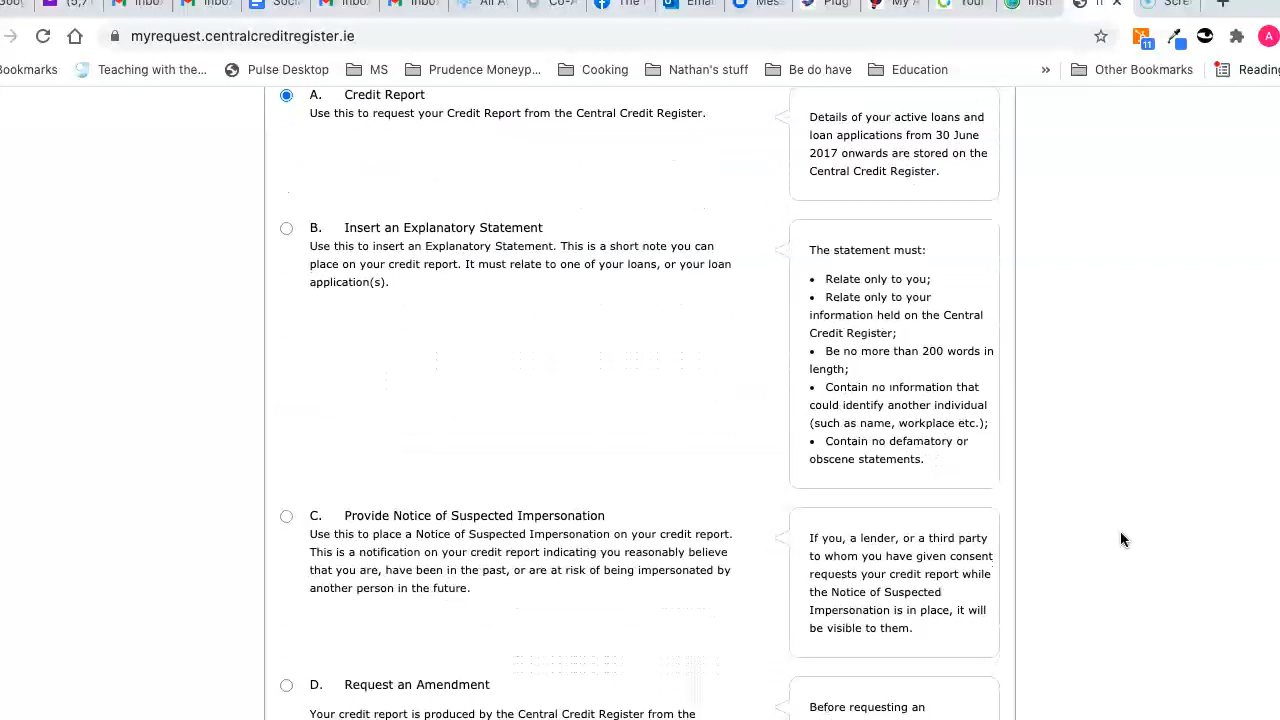 myrequest.centralcreditregister.ie
11
A
Bookmarks Teaching with the... Pulse Desktop MS Prudence Moneyp... Cooking Nathan's stuff Be do have Education » Other Bookmarks Reading
A. Credit Report
Use this to request your Credit Report from the Central Credit Register.
Details of your active loans and
loan applications from 30 June
2017 onwards are stored on the
Central Credit Register.
B. Insert an Explanatory Statement
Use this to insert an Explanatory Statement. This is a short note you can
place on your credit report. It must relate to one of your loans, or your loan
application(s).
The statement must:
• Relate only to you;
• Relate only to your
information held on the Central
Credit Register;
• Be no more than 200 words in
length;
• Contain no information that
could identify another individual
(such as name, workplace etc.);
• Contain no defamatory or
obscene statements.
C. Provide Notice of Suspected Impersonation
Use this to place a Notice of Suspected Impersonation on your credit report.
This is a notification on your credit report indicating you reasonably believe
that you are, have been in the past, or are at risk of being impersonated by
another person in the future.
If you, a lender, or a third party
to whom you have given consent
requests your credit report while
the Notice of Suspected
Impersonation is in place, it will
be visible to them.
D. Request an Amendment
Your credit report is produced by the Central Credit Register from the
Before requesting an